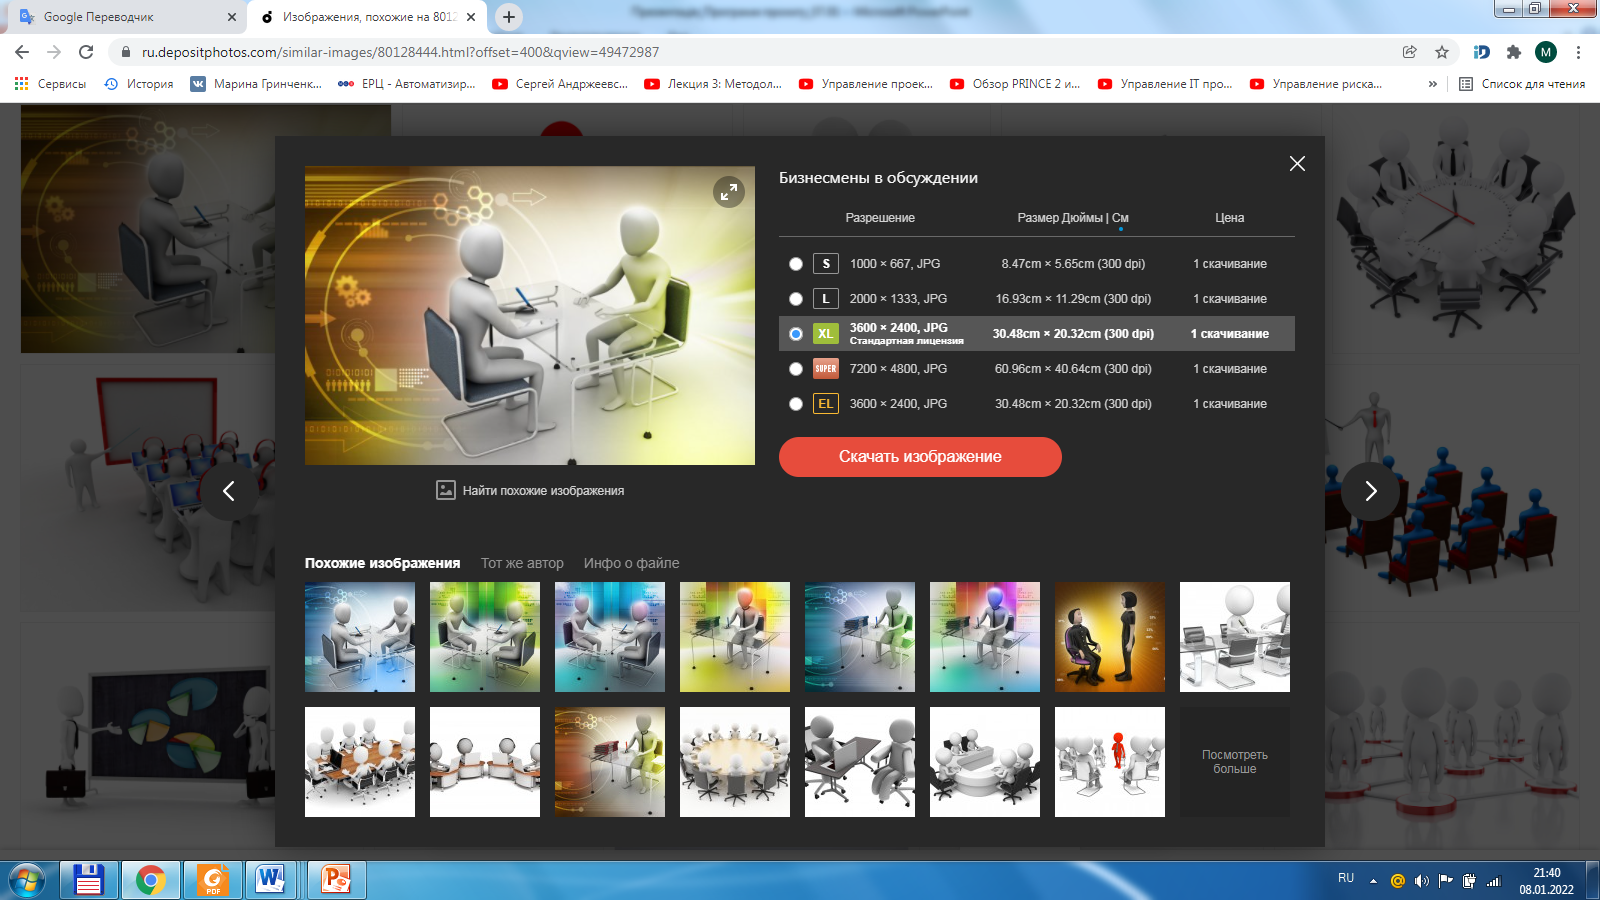 Google Переводчик
Изображения, похожие на 8012
ru.depositphotos.com/similar-images/80128444.html?offset=400&qview=49472987
M
Сервисы
История
Марина Гринченк...
ЕРЦ - Автоматизир...
Сергей Андржеевс...
Лекция 3: Методол...
Управление проек...
Обзор PRINCE 2 и...
Управление IT про...
Управление риска...
»
Список для чтения
Бизнесмены в обсуждении
Разрешение Размер Дюймы | См Цена
S 1000 × 667, JPG 8.47cm × 5.65cm (300 dpi) 1 скачивание
L 2000 × 1333, JPG 16.93cm × 11.29cm (300 dpi) 1 скачивание
XL 3600 × 2400, JPG 30.48cm × 20.32cm (300 dpi) 1 скачивание
Стандартная лицензия
SUPER 7200 × 4800, JPG 60.96cm × 40.64cm (300 dpi) 1 скачивание
EL 3600 × 2400, JPG 30.48cm × 20.32cm (300 dpi) 1 скачивание
Скачать изображение
Найти похожие изображения
Похожие изображения Тот же автор Инфо о файле
Посмотреть
больше
RU
21:40
08.01.2022